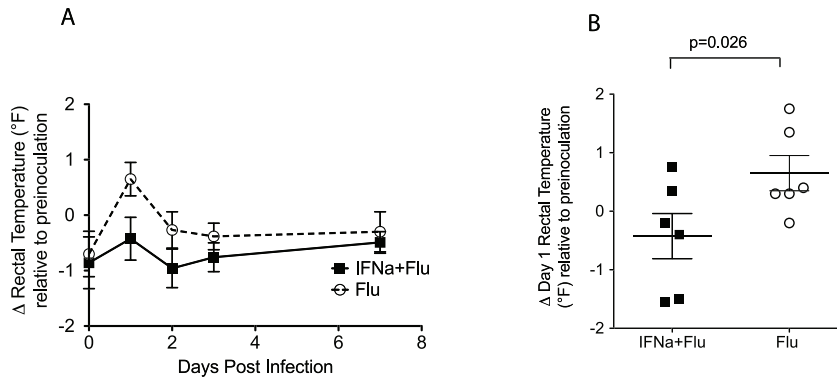 A
Δ Rectal Temperature (°F)
relative to preinoculation
2
1
0
-1
-2
0
2
4
6
8
Days Post Infection
IFNa+Flu
Flu
B
p=0.026
Δ Day 1 Rectal Temperature
(°F) relative to preinoculation
2
1
0
-1
-2
IFNa+Flu
Flu